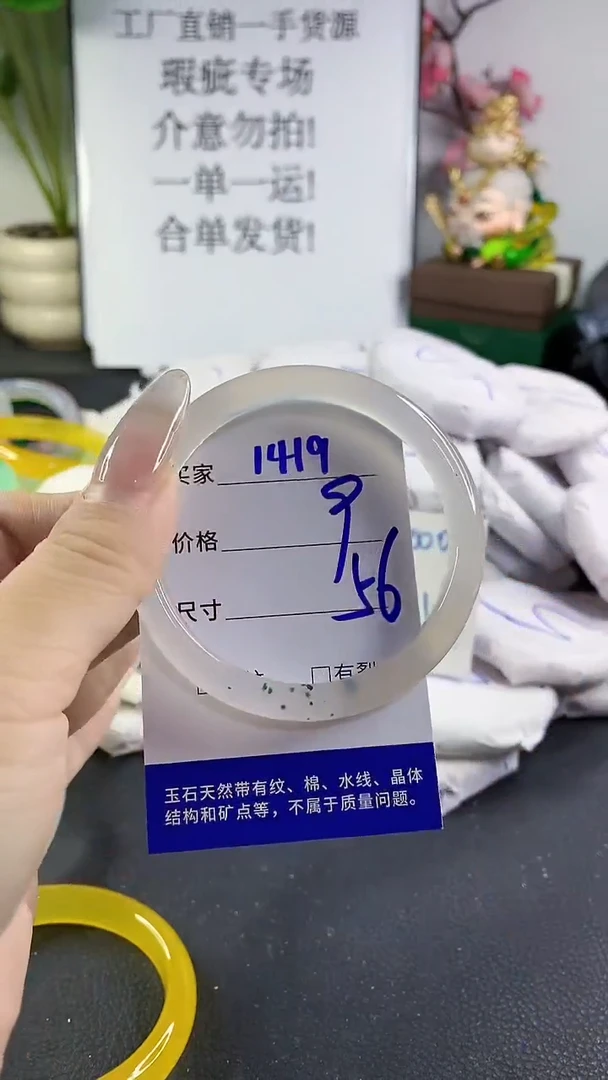 工厂直销一手货源
瑕疵专场
介意勿拍!
一单一运!
合单发货!
买家 1419
价格
尺寸 56
有裂
玉石天然带有纹、棉、水线、晶体
结构和矿点等，不属于质量问题。